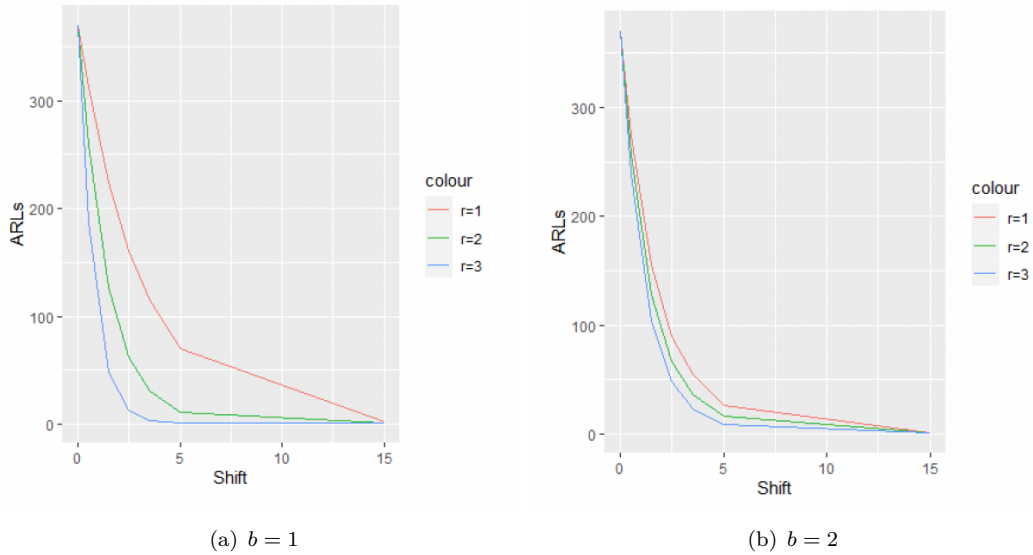 300
200
100
0
ARLs
0
5
10
15
Shift
colour
r=1
r=2
r=3
(a) b = 1
300
200
100
0
ARLs
0
5
10
15
Shift
colour
r=1
r=2
r=3
(b) b = 2